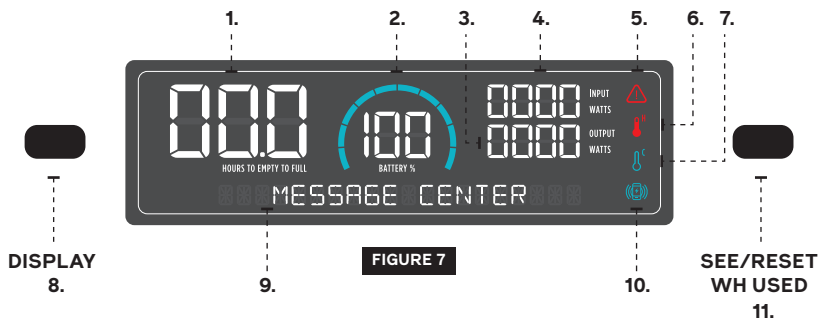 1. 2. 3. 4. 5. 6. 7.
00.0 100 0000 INPUT WATTS
0000 OUTPUT WATTS
H
C
HOURS TO EMPTY TO FULL BATTERY %
MESSAGE CENTER
DISPLAY
8.
9.
FIGURE 7
10.
SEE/RESET
WH USED
11.